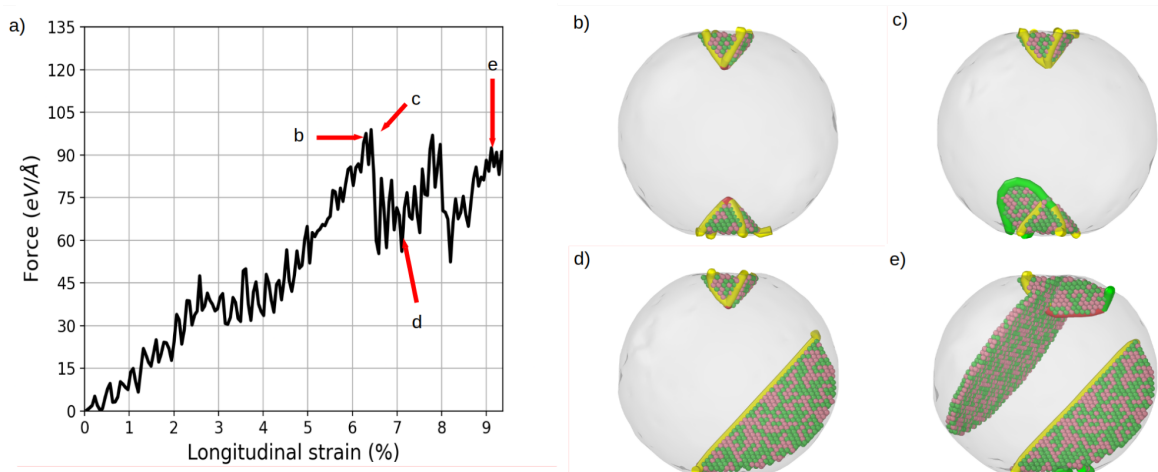 a)
135
120
105
90
75
60
45
30
15
0
Force (eV/Å)
0 1 2 3 4 5 6 7 8 9
Longitudinal strain (%)
b
c
d
e
b)
c)
d)
e)